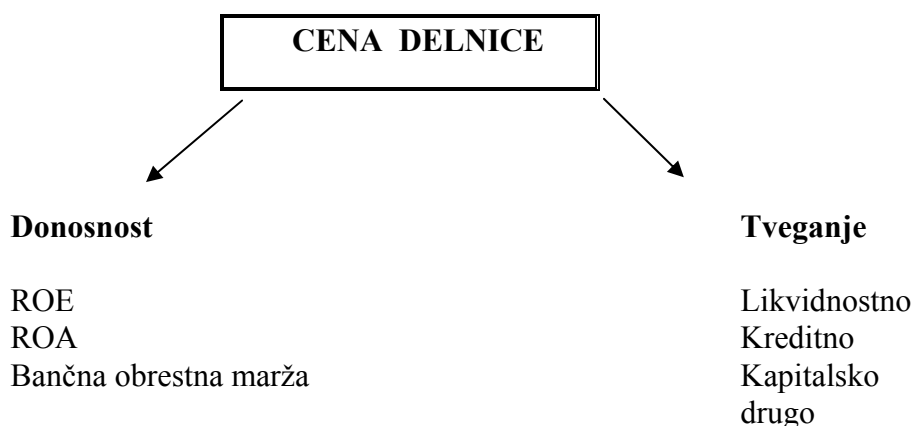 CENA DELNICE
Donosnost
ROE
ROA
Bančna obrestna marža
Tveganje
Likvidnostno
Kreditno
Kapitalsko
drugo